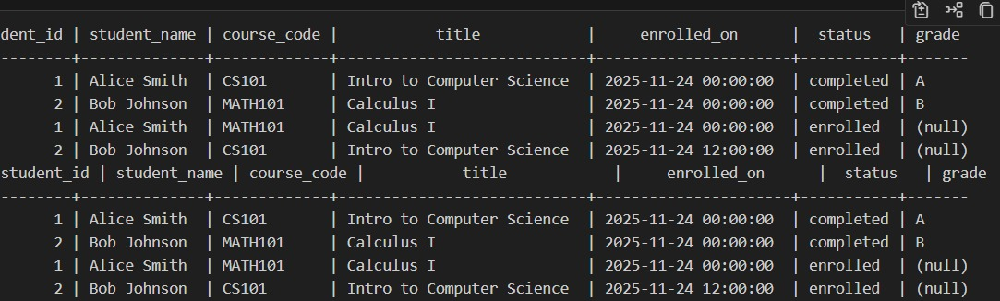 dent_id | student_name | course_code |           title            |     enrolled_on      |  status   | grade
--------+--------------+-------------+----------------------------+----------------------+-----------+-------
      1 | Alice Smith  | CS101       | Intro to Computer Science  | 2025-11-24 00:00:00  | completed | A
      2 | Bob Johnson  | MATH101     | Calculus I                 | 2025-11-24 00:00:00  | completed | B
      1 | Alice Smith  | MATH101     | Calculus I                 | 2025-11-24 00:00:00  | enrolled  | (null)
      2 | Bob Johnson  | CS101       | Intro to Computer Science  | 2025-11-24 12:00:00  | enrolled  | (null)
student_id | student_name | course_code |           title            |     enrolled_on      |  status   | grade
--------+--------------+-------------+----------------------------+----------------------+-----------+-------
      1 | Alice Smith  | CS101       | Intro to Computer Science  | 2025-11-24 00:00:00  | completed | A
      2 | Bob Johnson  | MATH101     | Calculus I                 | 2025-11-24 00:00:00  | completed | B
      1 | Alice Smith  | MATH101     | Calculus I                 | 2025-11-24 00:00:00  | enrolled  | (null)
      2 | Bob Johnson  | CS101       | Intro to Computer Science  | 2025-11-24 12:00:00  | enrolled  | (null)